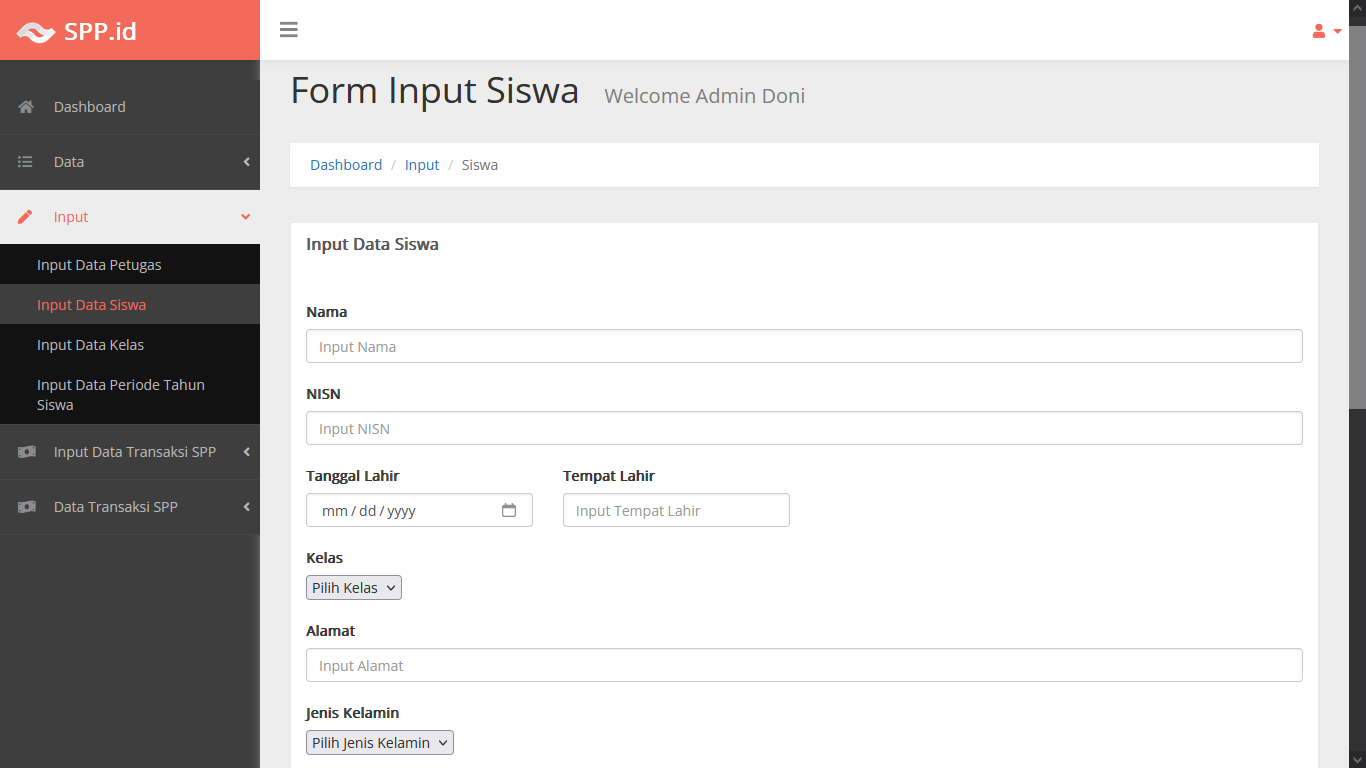 SPP.id
Form Input Siswa Welcome Admin Doni
Dashboard / Input / Siswa
Dashboard
Data
Input
Input Data Petugas
Input Data Siswa
Input Data Kelas
Input Data Periode Tahun
Siswa
Input Data Transaksi SPP
Data Transaksi SPP
Input Data Siswa
Nama
Input Nama
NISN
Input NISN
Tanggal Lahir Tempat Lahir
mm / dd / yyyy Input Tempat Lahir
Kelas
Pilih Kelas
Alamat
Input Alamat
Jenis Kelamin
Pilih Jenis Kelamin